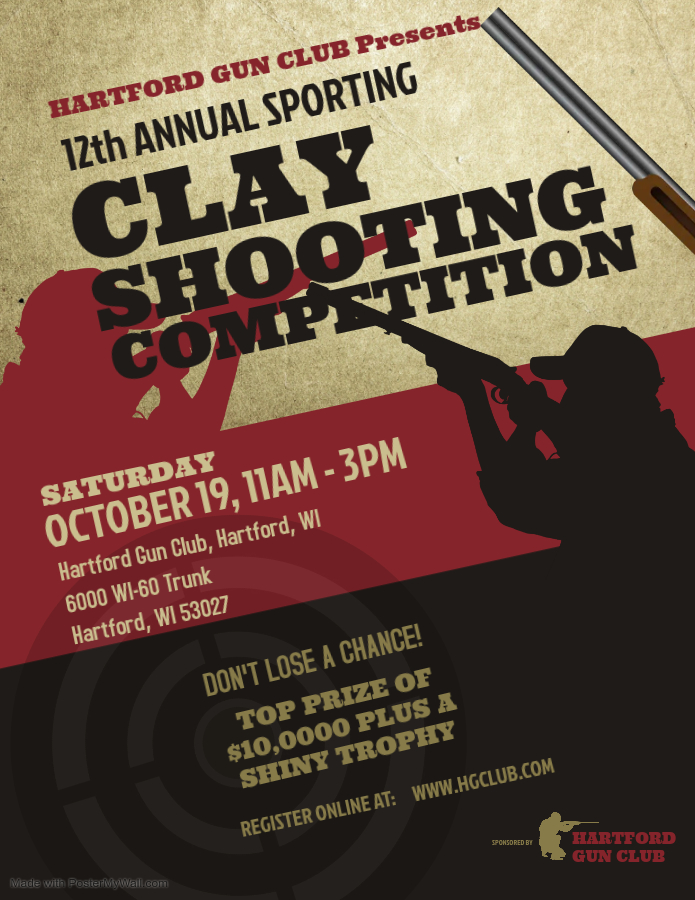 HARTFORD GUN CLUB Presents
12th ANNUAL SPORTING
CLAY
SHOOTING
COMPETITION
SATURDAY
OCTOBER 19, 11AM - 3PM
Hartford Gun Club, Hartford, WI
6000 WI-60 Trunk
Hartford, WI 53027
DON'T LOSE A CHANCE!
TOP PRIZE OF
$10,0000 PLUS A
SHINY TROPHY
REGISTER ONLINE AT: WWW.HGCLUB.COM
SPONSORED BY
HARTFORD
GUN CLUB
Made with PosterMyWall.com